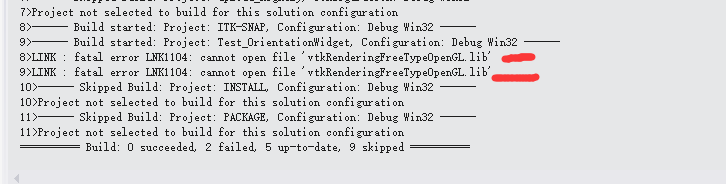 7>Project not selected to build for this solution configuration
8>------ Build started: Project: ITK-SNAP, Configuration: Debug Win32 ------
9>------ Build started: Project: Test_OrientationWidget, Configuration: Debug Win32 ------
8>LINK : fatal error LNK1104: cannot open file 'vtkRenderingFreeTypeOpenGL.lib'
9>LINK : fatal error LNK1104: cannot open file 'vtkRenderingFreeTypeOpenGL.lib'
10>------ Skipped Build: Project: INSTALL, Configuration: Debug Win32 ------
10>Project not selected to build for this solution configuration
11>------ Skipped Build: Project: PACKAGE, Configuration: Debug Win32 ------
11>Project not selected to build for this solution configuration
========== Build: 0 succeeded, 2 failed, 5 up-to-date, 9 skipped ==========